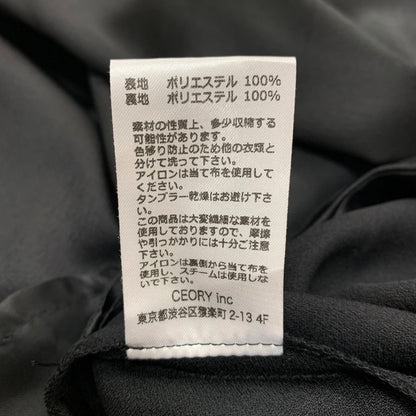 表地 ポリエステル 100%
裏地 ポリエステル 100%
素材の性質上、多少収縮する
可能性があります。
色移り防止のため他の衣類と
分けて洗って下さい。
アイロンは当て布を使用して
ください。
タンブラー乾燥はお避け下さ
い。
この商品は大変繊細な素材を
使用しておりますので、摩擦
や引っかかりには十分ご注意
下さい。
アイロンは裏側から当て布を
使用し、スチームは使用しな
いで下さい。
CEORY inc
東京都渋谷区猿楽町 2-13 4F